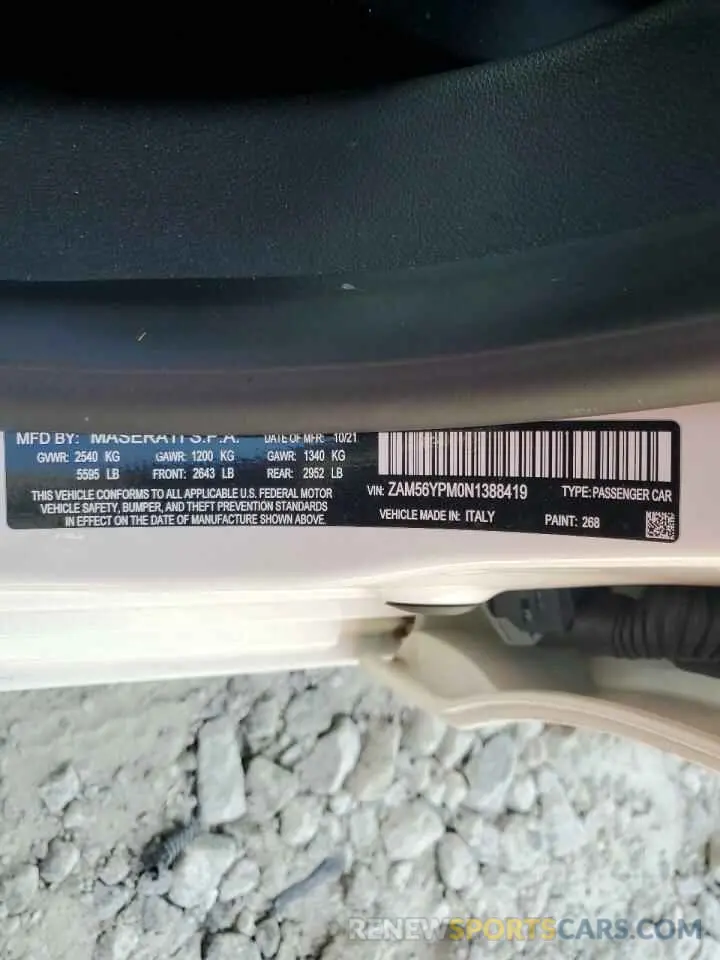 MFD BY: MASERATI S.P.A. DATE OF MFR: 10/21
GVWR: 2540 KG GAWR: 1200 KG GAWR: 1340 KG
5595 LB FRONT: 2643 LB REAR: 2952 LB
THIS VEHICLE CONFORMS TO ALL APPLICABLE U.S. FEDERAL MOTOR
VEHICLE SAFETY, BUMPER, AND THEFT PREVENTION STANDARDS
IN EFFECT ON THE DATE OF MANUFACTURE SHOWN ABOVE.
VIN: ZAM56YPM0N1388419 TYPE: PASSENGER CAR
VEHICLE MADE IN: ITALY PAINT: 268
RENEWSPORTSCARS.COM